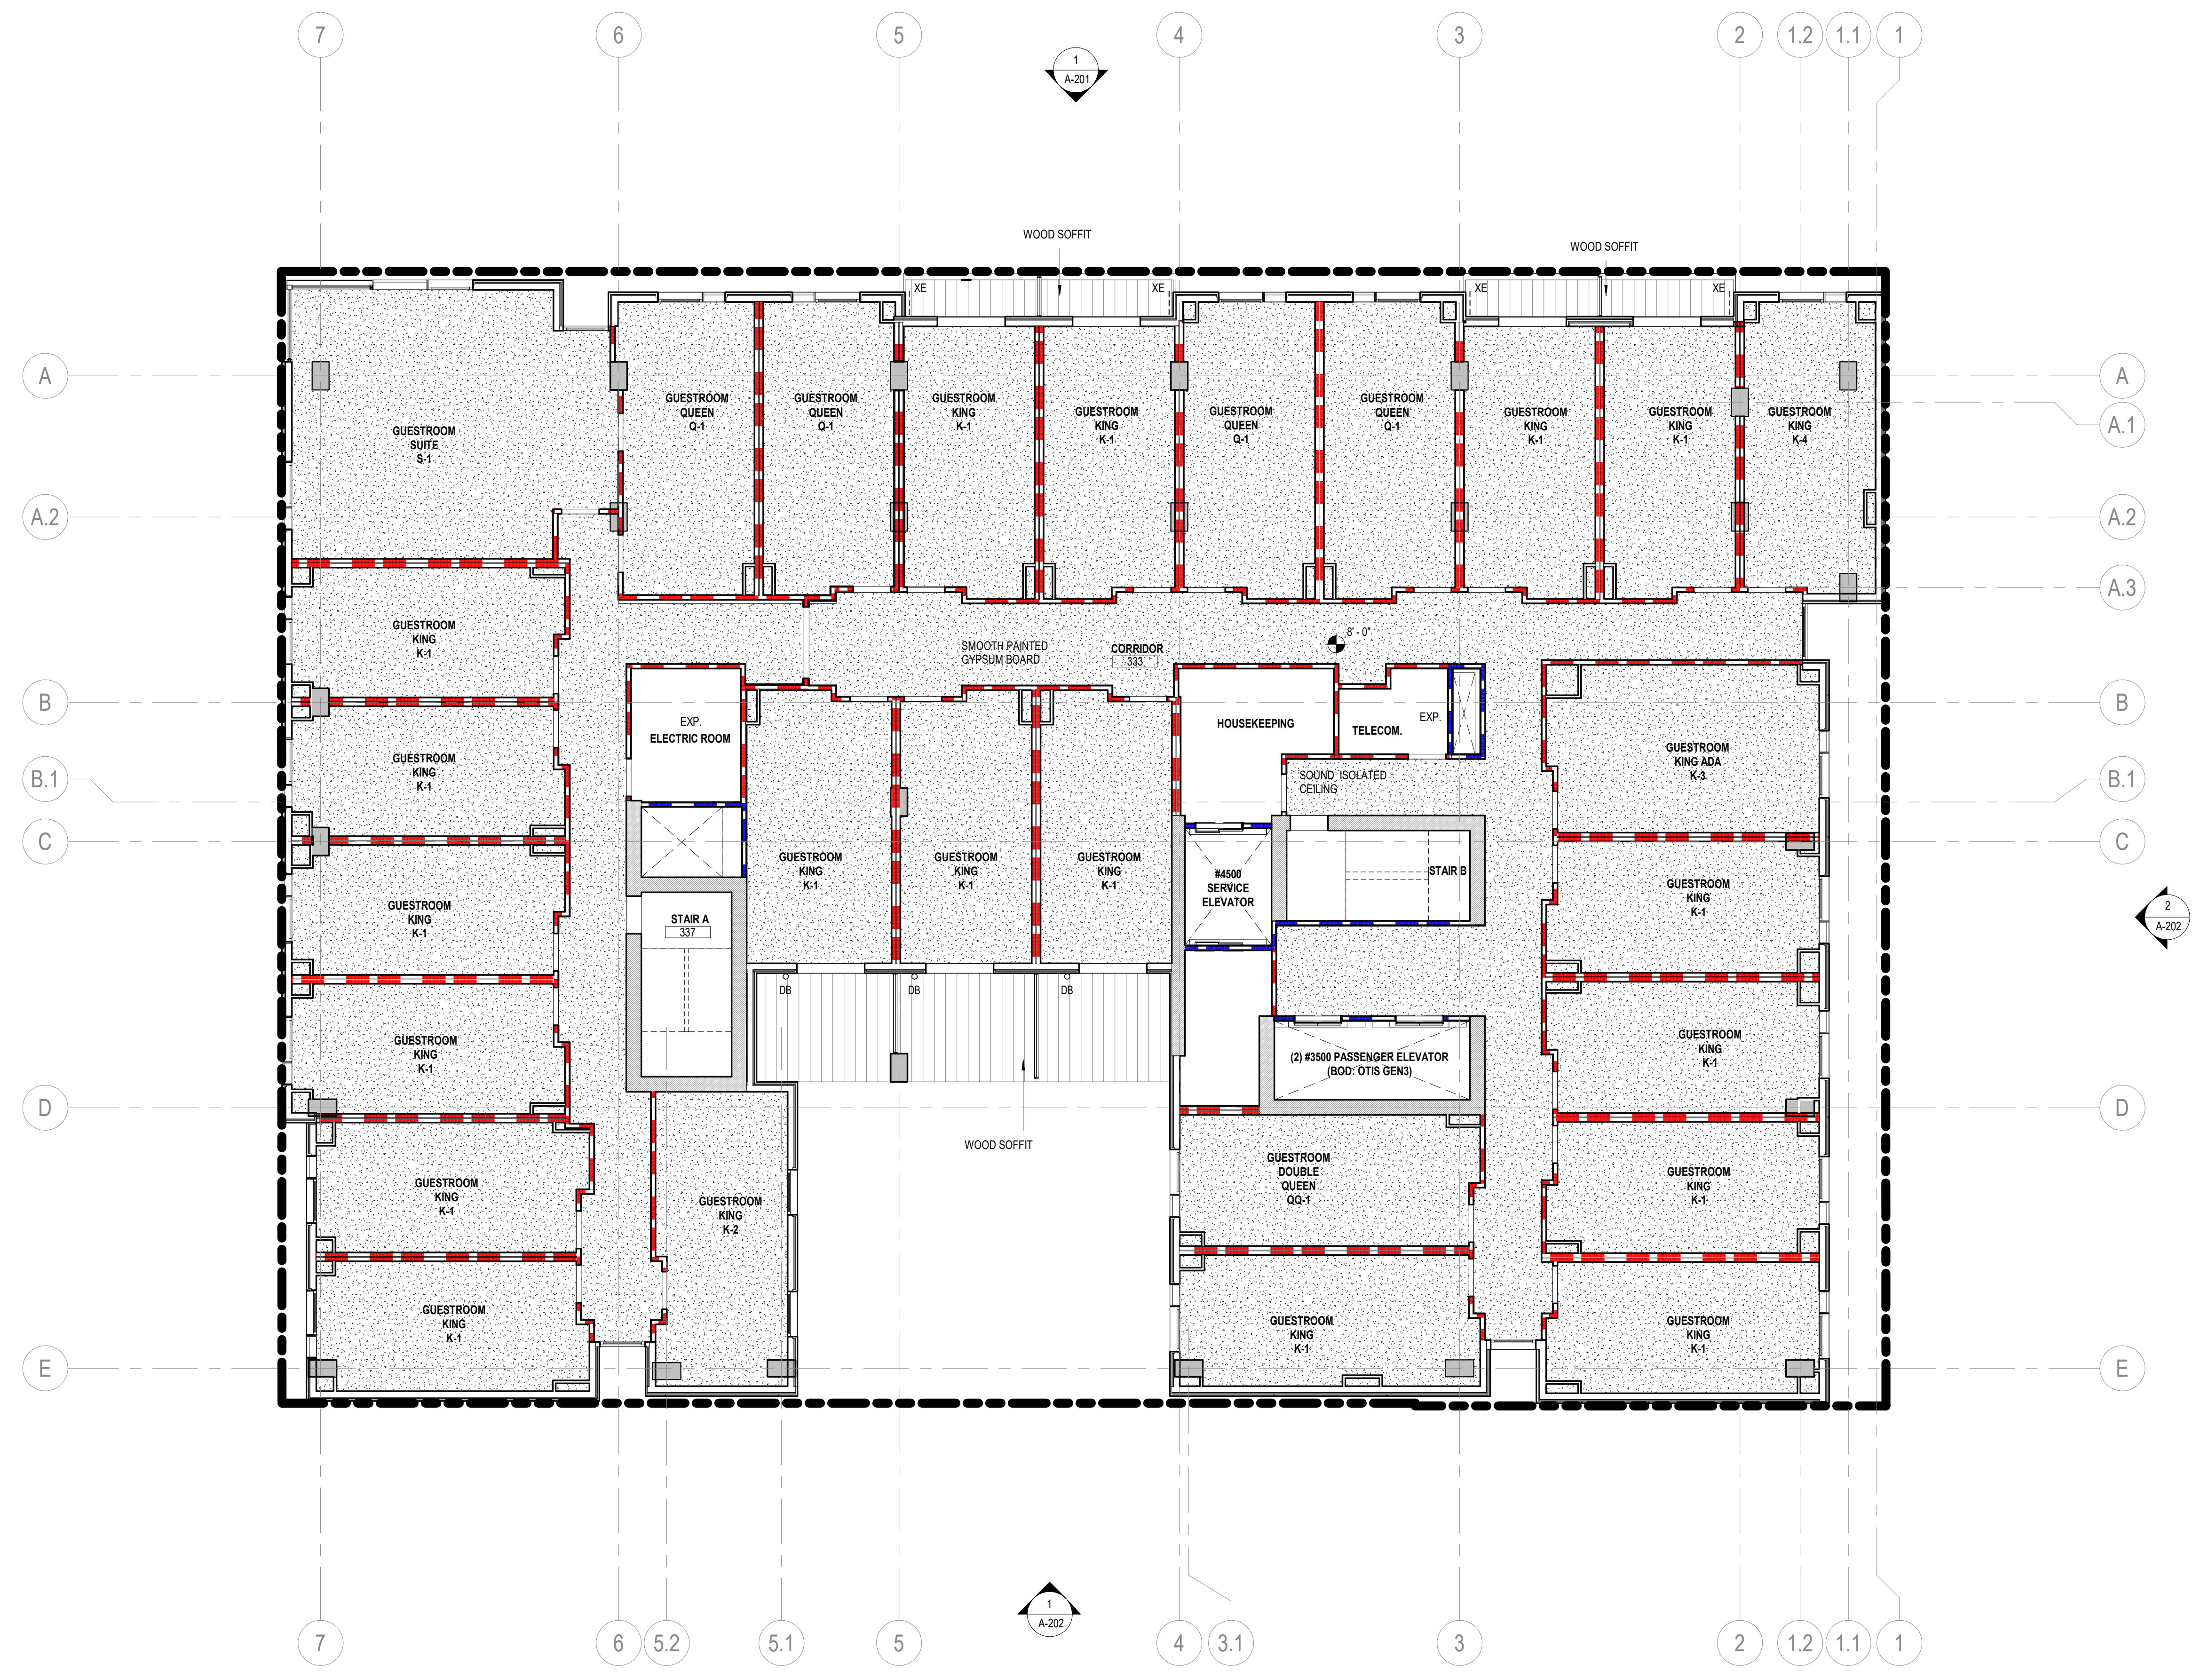 7
6
5
4
3
2
1.2
1.1
1
1
A-201
WOOD SOFFIT
WOOD SOFFIT
XE
XE
XE
XE
A
A
A.1
GUESTROOM
SUITE
S-1
GUESTROOM
QUEEN
Q-1
GUESTROOM
QUEEN
Q-1
GUESTROOM
KING
K-1
GUESTROOM
KING
K-1
GUESTROOM
QUEEN
Q-1
GUESTROOM
QUEEN
Q-1
GUESTROOM
KING
K-1
GUESTROOM
KING
K-1
GUESTROOM
KING
K-4
A.2
A.2
A.3
GUESTROOM
KING
K-1
SMOOTH PAINTED
GYPSUM BOARD
CORRIDOR
333
8' - 0"
B
B
EXP.
ELECTRIC ROOM
HOUSEKEEPING
EXP.
TELECOM.
GUESTROOM
KING
K-1
GUESTROOM
KING ADA
K-3
B.1
B.1
SOUND ISOLATED
CEILING
C
C
GUESTROOM
KING
K-1
GUESTROOM
KING
K-1
GUESTROOM
KING
K-1
GUESTROOM
KING
K-1
#4500
SERVICE
ELEVATOR
STAIR B
GUESTROOM
KING
K-1
STAIR A
337
2
A-202
DB
DB
DB
GUESTROOM
KING
K-1
(2) #3500 PASSENGER ELEVATOR
(BOD: OTIS GEN3)
GUESTROOM
KING
K-1
D
D
WOOD SOFFIT
GUESTROOM
KING
K-1
GUESTROOM
KING
K-2
GUESTROOM
DOUBLE
QUEEN
QQ-1
GUESTROOM
KING
K-1
GUESTROOM
KING
K-1
GUESTROOM
KING
K-1
GUESTROOM
KING
K-1
E
E
1
A-202
7
6
5.2
5.1
5
4
3.1
3
2
1.2
1.1
1